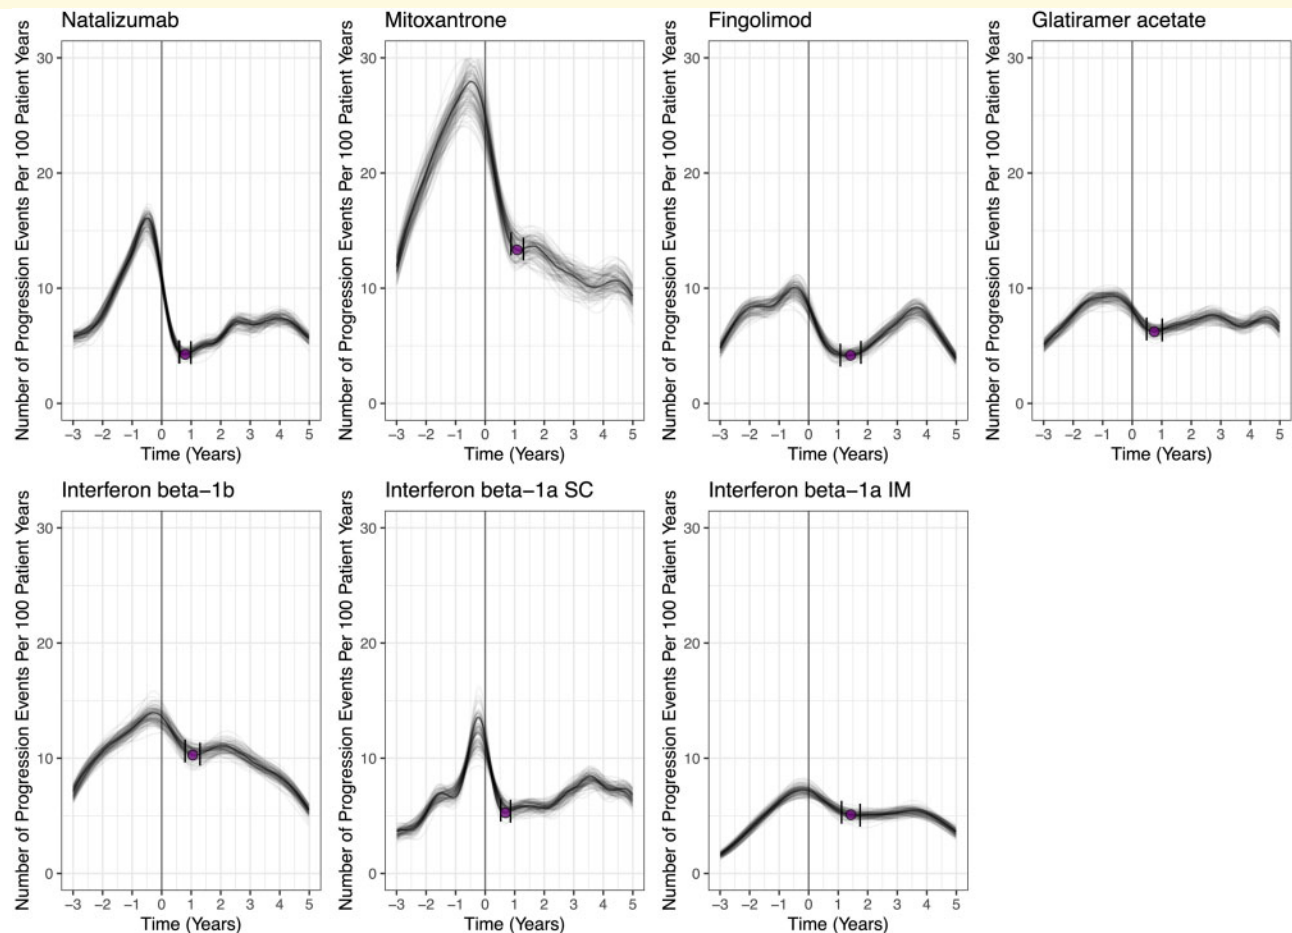 Natalizumab
Mitoxantrone
Fingolimod
Glatiramer acetate
Number of Progression Events Per 100 Patient Years
30
20
10
0
−3 −2 −1 0 1 2 3 4 5
Time (Years)
Number of Progression Events Per 100 Patient Years
30
20
10
0
−3 −2 −1 0 1 2 3 4 5
Time (Years)
Number of Progression Events Per 100 Patient Years
30
20
10
0
−3 −2 −1 0 1 2 3 4 5
Time (Years)
Number of Progression Events Per 100 Patient Years
30
20
10
0
−3 −2 −1 0 1 2 3 4 5
Time (Years)
Interferon beta−1b
Interferon beta−1a SC
Interferon beta−1a IM
Number of Progression Events Per 100 Patient Years
30
20
10
0
−3 −2 −1 0 1 2 3 4 5
Time (Years)
Number of Progression Events Per 100 Patient Years
30
20
10
0
−3 −2 −1 0 1 2 3 4 5
Time (Years)
Number of Progression Events Per 100 Patient Years
30
20
10
0
−3 −2 −1 0 1 2 3 4 5
Time (Years)